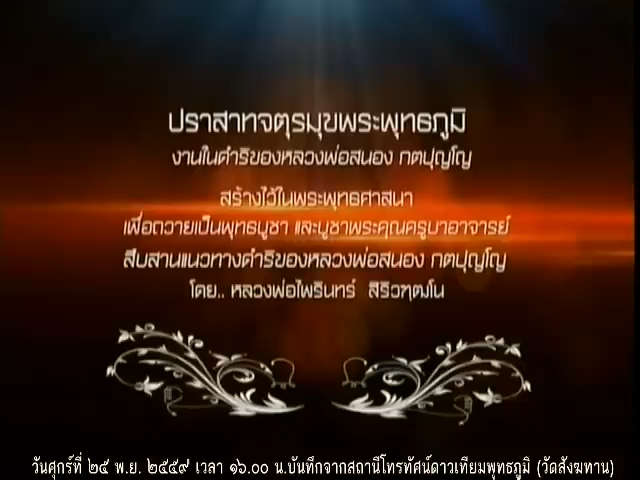 ปราสาทจตุรมุขพระพุทธภูมิ
งานในดำริของหลวงพ่อสนอง กตปุญโญ
สร้างไว้ในพระพุทธศาสนา
เพื่อถวายเป็นพุทธบูชา และบูชาพระคุณครูบาอาจารย์
สืบสานแนวทางดำริของหลวงพ่อสนอง กตปุญโญ
โดย.. หลวงพ่อไพรินทร์ สิริวฑฺฒโน
วันศุกร์ที่ ๒๕ พ.ย. ๒๕๕๙ เวลา ๑๖.๐๐ น.บันทึกจากสถานีโทรทัศน์ดาวเทียมพุทธภูมิ (วัดสังฆทาน)